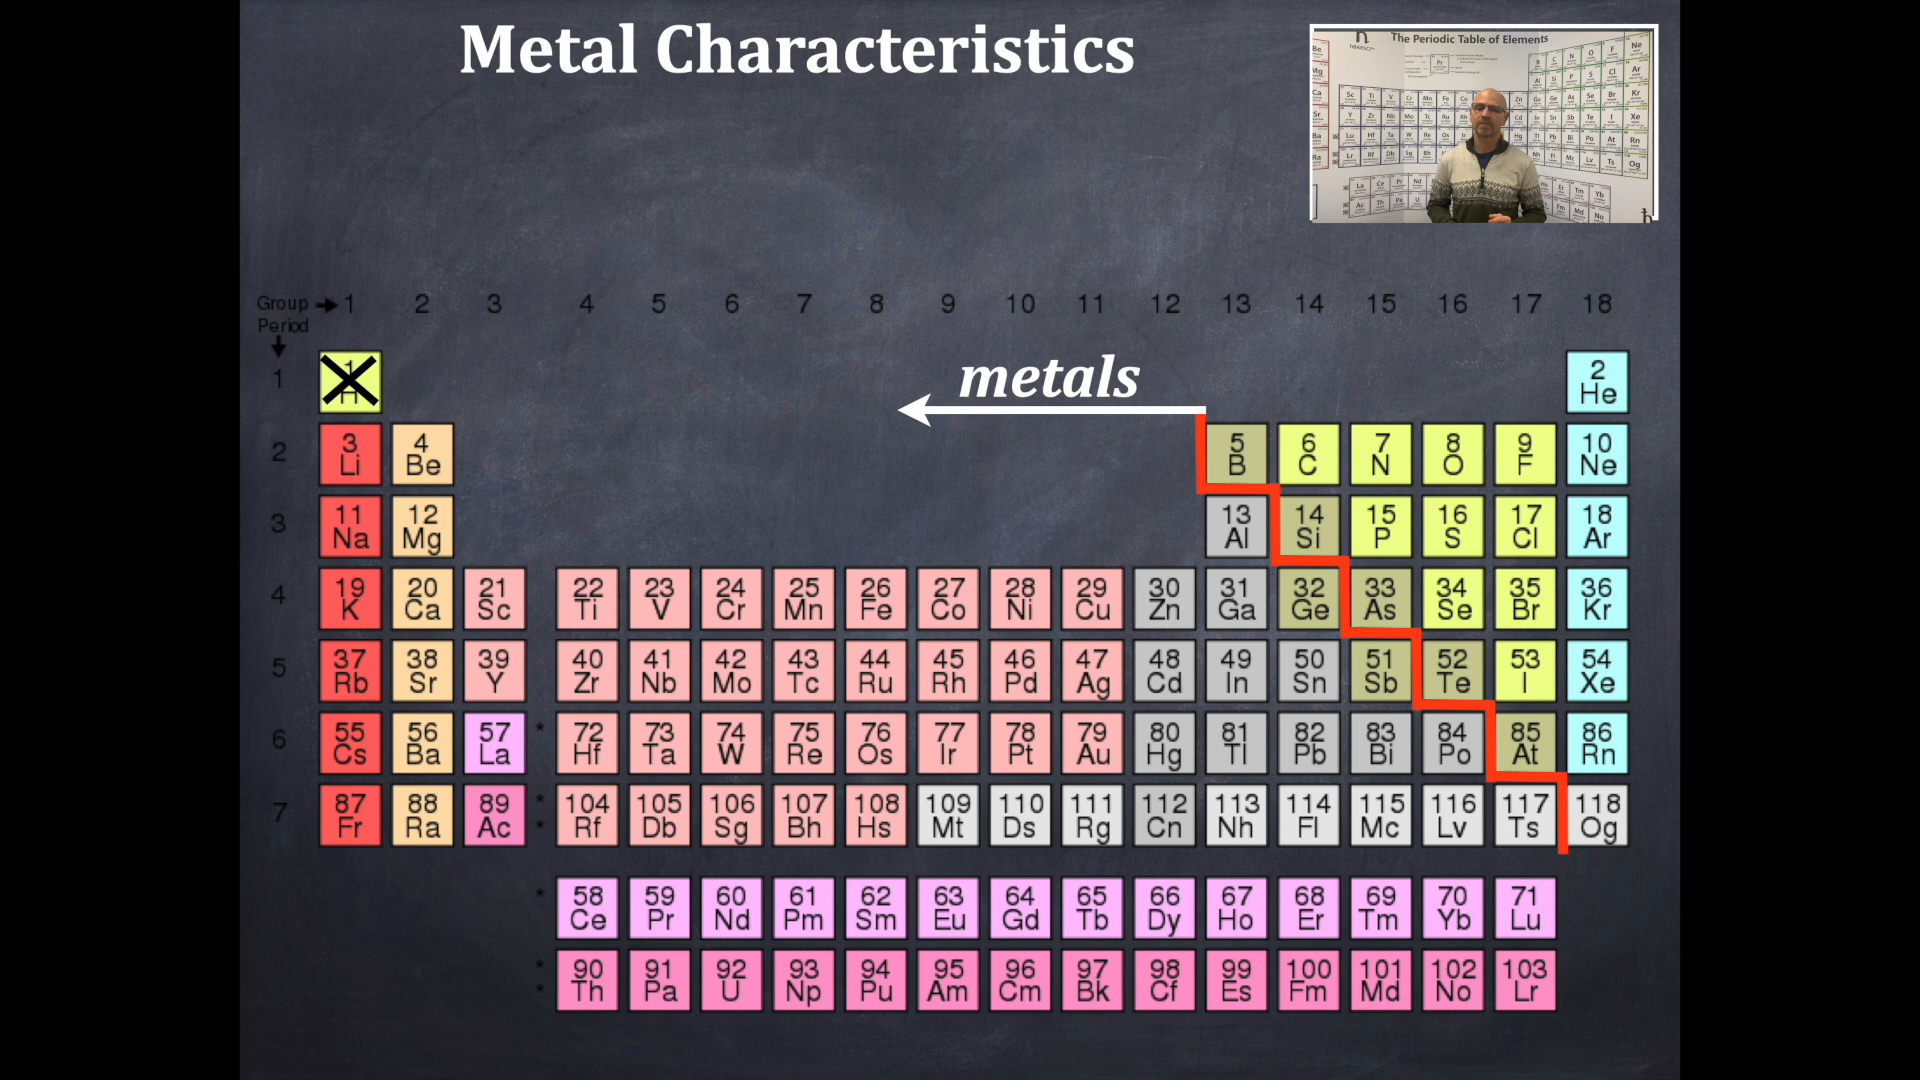 Metal Characteristics
The Periodic Table of Elements
Group 1 2 3 4 5 6 7 8 9 10 11 12 13 14 15 16 17 18
Period
metals
1 1 H 2 He
2 3 Li 4 Be 5 B 6 C 7 N 8 O 9 F 10 Ne
3 11 Na 12 Mg 13 Al 14 Si 15 P 16 S 17 Cl 18 Ar
4 19 K 20 Ca 21 Sc 22 Ti 23 V 24 Cr 25 Mn 26 Fe 27 Co 28 Ni 29 Cu 30 Zn 31 Ga 32 Ge 33 As 34 Se 35 Br 36 Kr
5 37 Rb 38 Sr 39 Y 40 Zr 41 Nb 42 Mo 43 Tc 44 Ru 45 Rh 46 Pd 47 Ag 48 Cd 49 In 50 Sn 51 Sb 52 Te 53 I 54 Xe
6 55 Cs 56 Ba 57 La * 72 Hf 73 Ta 74 W 75 Re 76 Os 77 Ir 78 Pt 79 Au 80 Hg 81 Tl 82 Pb 83 Bi 84 Po 85 At 86 Rn
7 87 Fr 88 Ra 89 Ac * * 104 Rf 105 Db 106 Sg 107 Bh 108 Hs 109 Mt 110 Ds 111 Rg 112 Cn 113 Nh 114 Fl 115 Mc 116 Lv 117 Ts 118 Og
* 58 Ce 59 Pr 60 Nd 61 Pm 62 Sm 63 Eu 64 Gd 65 Tb 66 Dy 67 Ho 68 Er 69 Tm 70 Yb 71 Lu
* * 90 Th 91 Pa 92 U 93 Np 94 Pu 95 Am 96 Cm 97 Bk 98 Cf 99 Es 100 Fm 101 Md 102 No 103 Lr